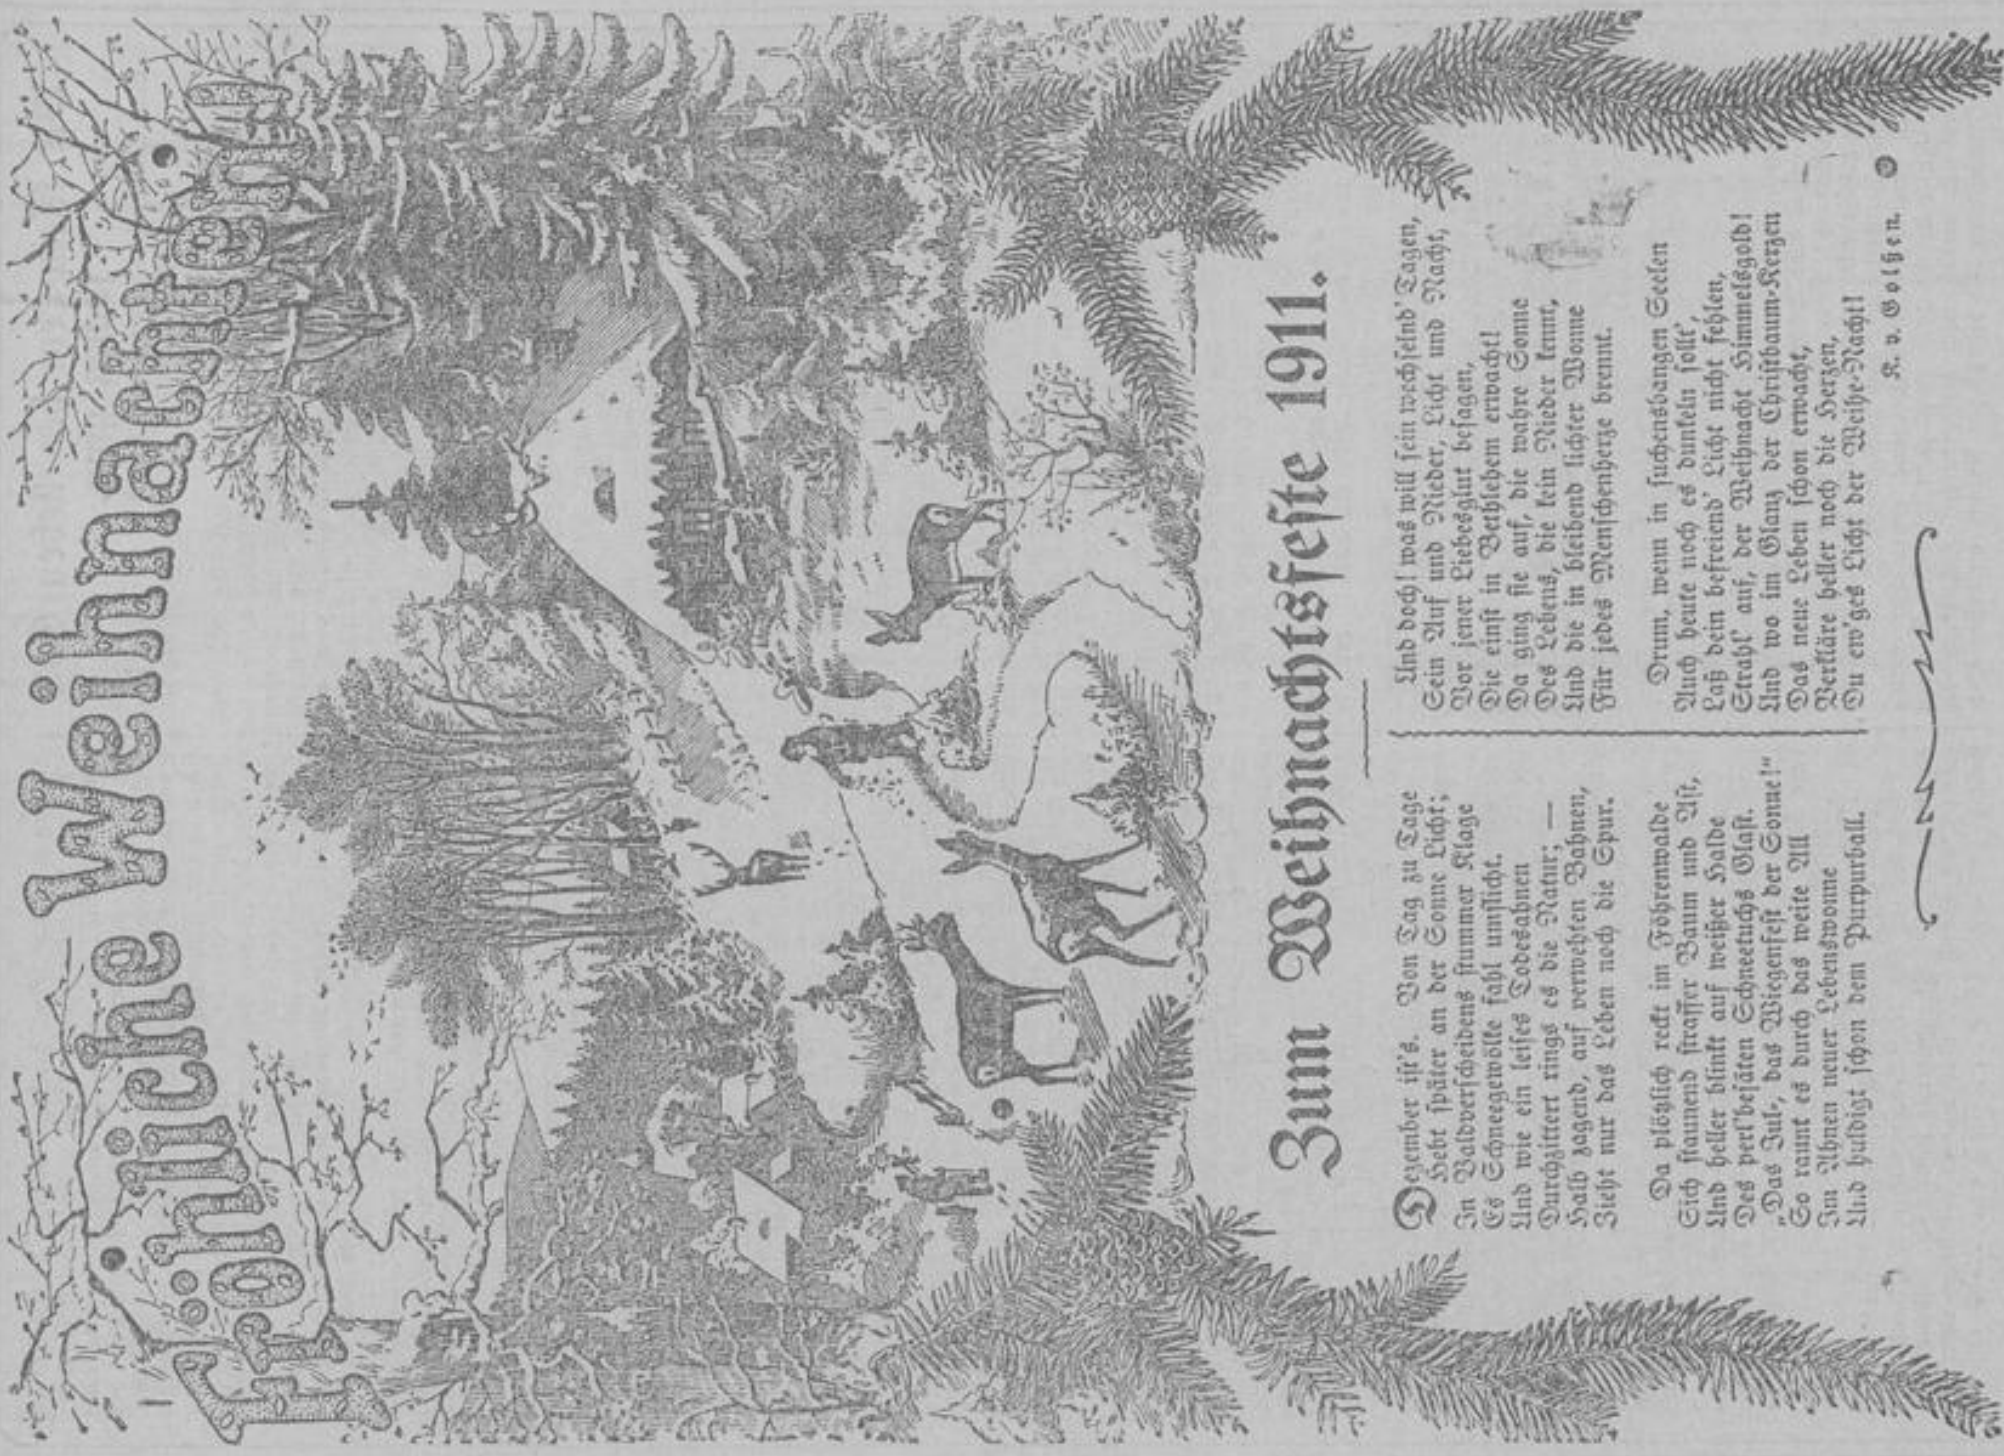 Fröhliche Weihnachten!
Zum Weihnachtsfeste 1911.
Dezember ist's. Von Tag zu Tage
Hebt später an der Sonne Licht;
In Waldverscheidens stummer Klage
Es Schneegewölke fahl umflicht.
Und wie ein leises Todesahnen
Durchzittert rings es die Natur; —
Halb zagend, auf verwehten Bahnen,
Zieht nur das Leben noch die Spur.
Da plötzlich reckt im Föhrenwalde
Sich staunend straffer Baum und Ast,
Und heller blinkt auf weißer Halde
Des perl'besäten Schneetuchs Glast.
„Das Jul-, das Wiegenfest der Sonne!“
So raunt es durch das weite All
Im Ahnen neuer Lebenswonne
Und huldigt schon dem Purpurball.
Und doch! was will sein wechselnd' Tagen,
Sein Auf und Nieder, Licht und Nacht,
Vor jener Liebesglut besagen,
Die einst in Bethlehem erwacht!
Da ging sie auf, die wahre Sonne
Des Lebens, die kein Nieder kennt,
Und die in bleibend lichter Wonne
Für jedes Menschenherze brennt.
Drum, wenn in suchensbangen Seelen
Auch heute noch es dunkeln sollt',
Laß dein befreiend' Licht nicht fehlen,
Strahl' auf, der Weihnacht Himmelsgold!
Und wo im Glanz der Christbaum-Kerzen
Das neue Leben schon erwacht,
Verkläre heller noch die Herzen,
Du ew'ges Licht der Weihe-Nacht!
K. v. Golßen.